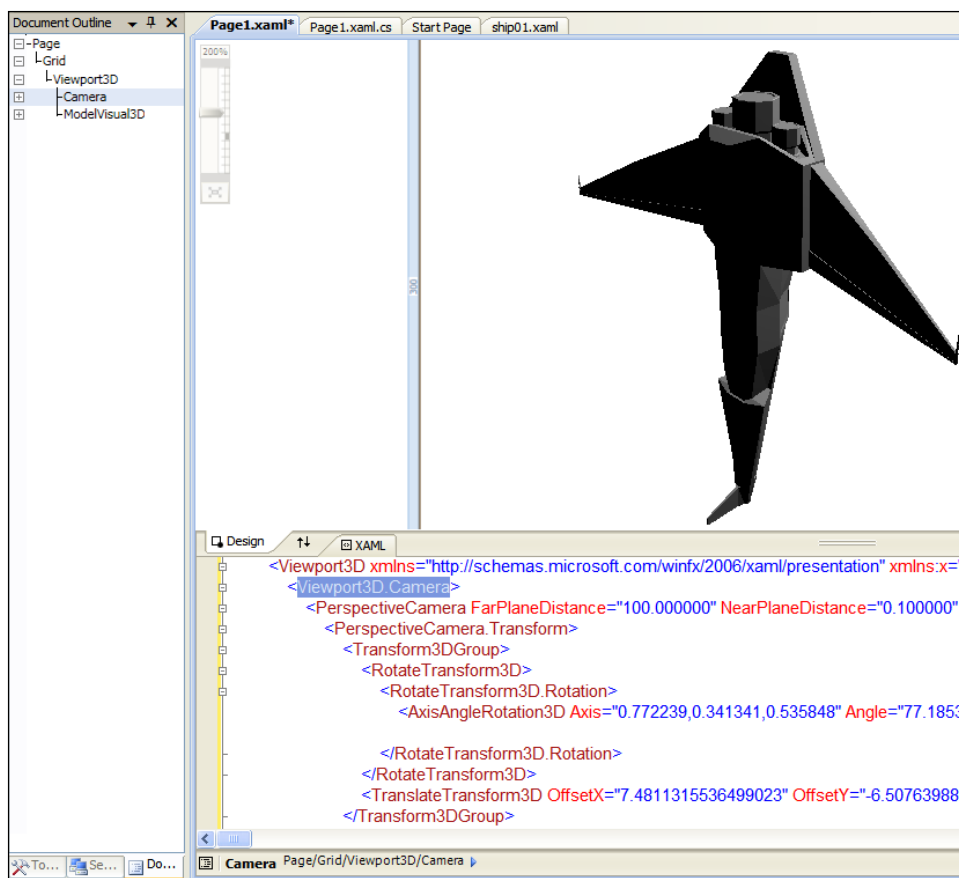 Document Outline
Page1.xaml*
Page1.xaml.cs
Start Page
ship01.xaml
Page
Grid
Viewport3D
Camera
ModelVisual3D
200%
300
Design
XAML
<Viewport3D xmlns="http://schemas.microsoft.com/winfx/2006/xaml/presentation" xmlns:x="
<Viewport3D.Camera>
<PerspectiveCamera FarPlaneDistance="100.000000" NearPlaneDistance="0.100000"
<PerspectiveCamera.Transform>
<Transform3DGroup>
<RotateTransform3D>
<RotateTransform3D.Rotation>
<AxisAngleRotation3D Axis="0.772239,0.341341,0.535848" Angle="77.1853
</RotateTransform3D.Rotation>
</RotateTransform3D>
<TranslateTransform3D OffsetX="7.4811315536499023" OffsetY="-6.50763988
</Transform3DGroup>
To...
Se...
Do...
Camera Page/Grid/Viewport3D/Camera